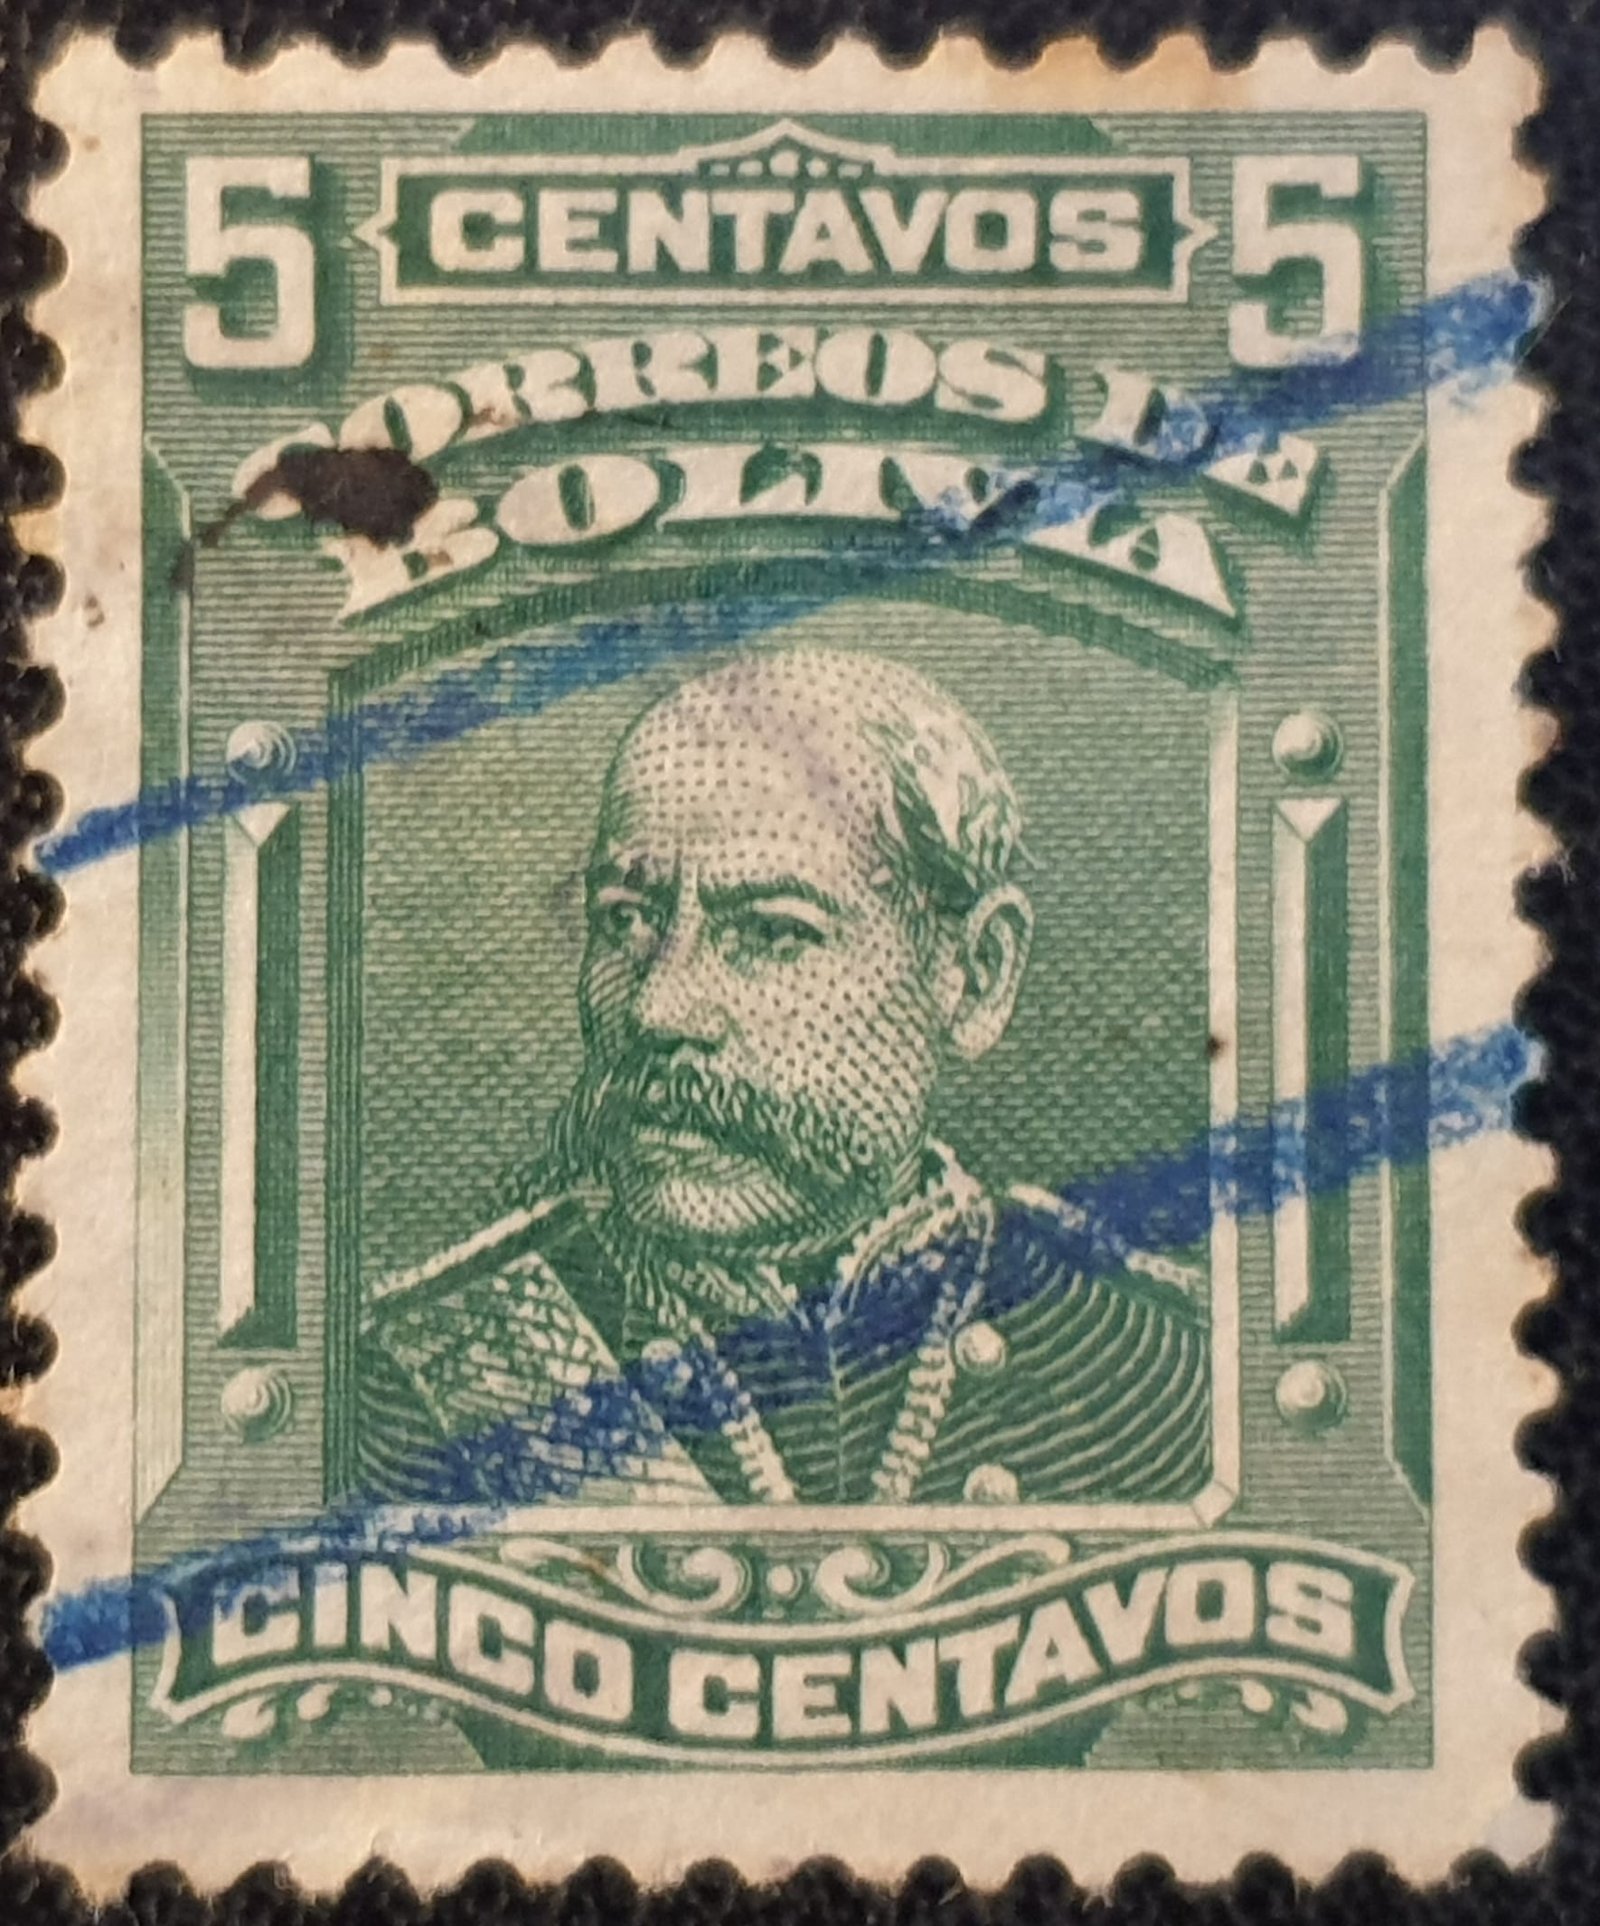 5 CENTAVOS 5
CORREOS DE
BOLIVIA
CINCO CENTAVOS